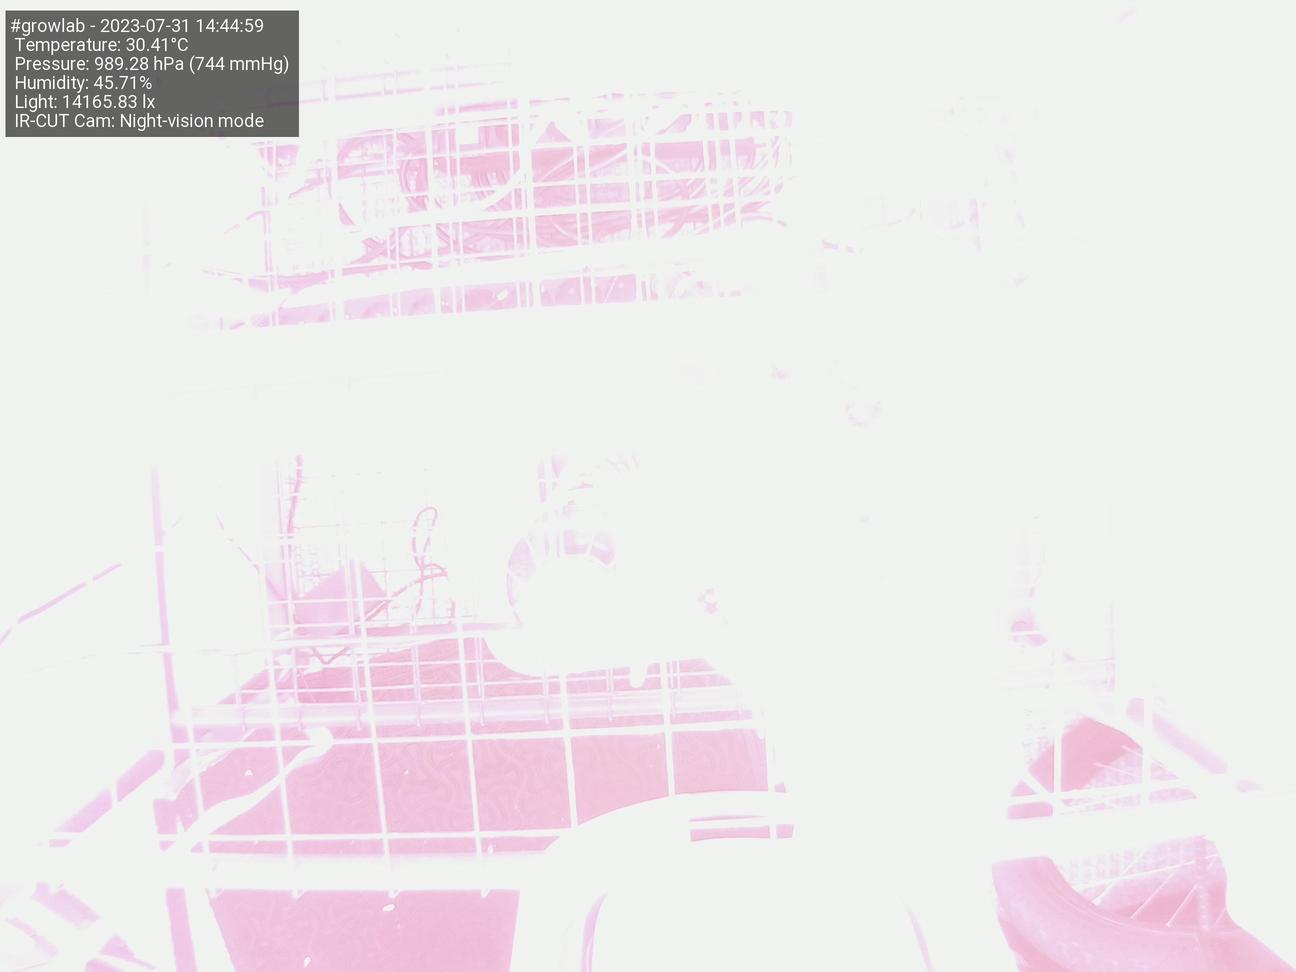 #growlab - 2023-07-31 14:44:59
Temperature: 30.41°C
Pressure: 989.28 hPa (744 mmHg)
Humidity: 45.71%
Light: 14165.83 lx
IR-CUT Cam: Night-vision mode